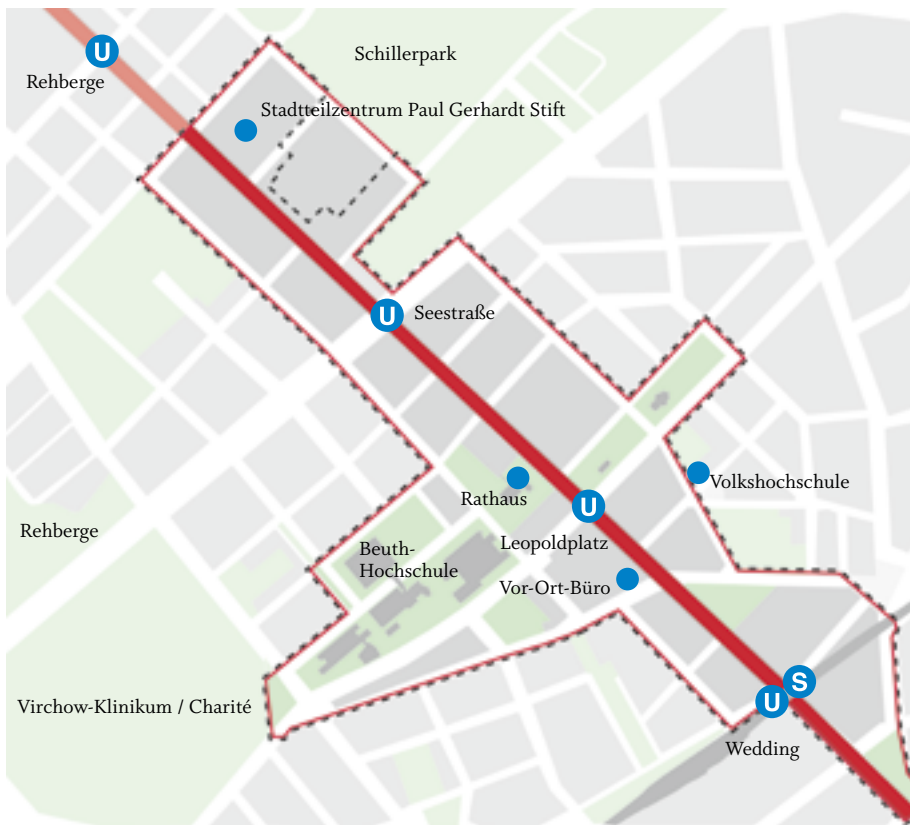 U
Schillerpark
Rehberge
Stadtteilzentrum Paul Gerhardt Stift
U
Seestraße
Volkshochschule
Rathaus
U
Rehberge
Leopoldplatz
Beuth-
Hochschule
Vor-Ort-Büro
S
U
Virchow-Klinikum / Charité
Wedding